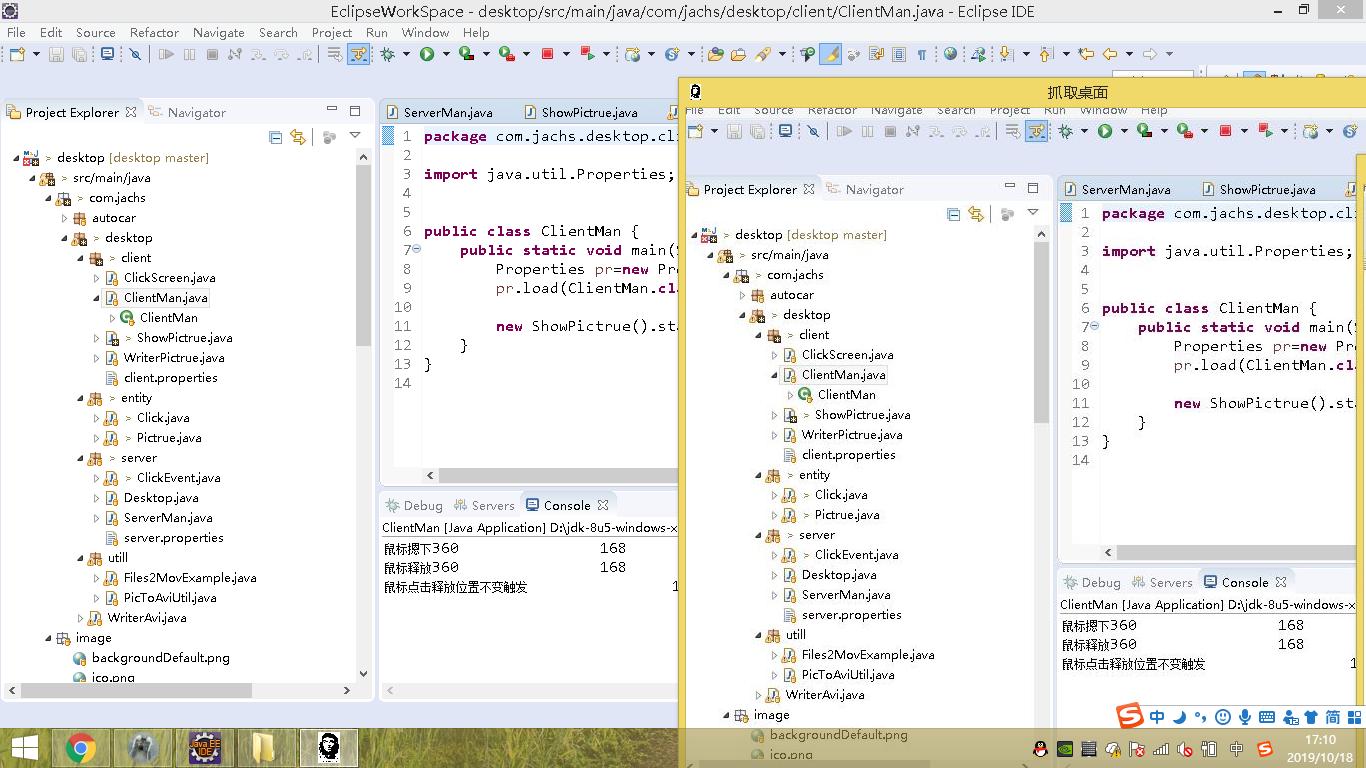 EclipseWorkSpace - desktop/src/main/java/com/jachs/desktop/client/ClientMan.java - Eclipse IDE
File Edit Source Refactor Navigate Search Project Run Window Help
Project Explorer Navigator
desktop [desktop master]
src/main/java
com.jachs
autocar
desktop
client
ClickScreen.java
ClientMan.java
ClientMan
ShowPictrue.java
WriterPictrue.java
client.properties
entity
Click.java
Pictrue.java
server
ClickEvent.java
Desktop.java
ServerMan.java
server.properties
utill
Files2MovExample.java
PicToAviUtil.java
WriterAvi.java
image
backgroundDefault.png
ico.png
ServerMan.java ShowPictrue.java
1 package com.jachs.desktop.cli
2
3 import java.util.Properties;
4
5
6 public class ClientMan {
7 public static void main(S
8 Properties pr=new Pro
9 pr.load(ClientMan.cla
10
11 new ShowPictrue().sta
12 }
13 }
14
Debug Servers Console
ClientMan [Java Application] D:\jdk-8u5-windows-x
鼠标摁下360 168
鼠标释放360 168
鼠标点击释放位置不变触发 1
抓取桌面
File Edit Source Refactor Navigate Search Project Run Window Help
Project Explorer Navigator
desktop [desktop master]
src/main/java
com.jachs
autocar
desktop
client
ClickScreen.java
ClientMan.java
ClientMan
ShowPictrue.java
WriterPictrue.java
client.properties
entity
Click.java
Pictrue.java
server
ClickEvent.java
Desktop.java
ServerMan.java
server.properties
utill
Files2MovExample.java
PicToAviUtil.java
WriterAvi.java
image
backgroundDefault.png
ico.png
ServerMan.java ShowPictrue.java
1 package com.jachs.desktop.cli
2
3 import java.util.Properties;
4
5
6 public class ClientMan {
7 public static void main(S
8 Properties pr=new Pro
9 pr.load(ClientMan.cla
10
11 new ShowPictrue().sta
12 }
13 }
14
Debug Servers Console
ClientMan [Java Application] D:\jdk-8u5-windows-x
鼠标摁下360 168
鼠标释放360 168
鼠标点击释放位置不变触发 1
S 中 简
Java EE
IDE
中 S
17:10
2019/10/18